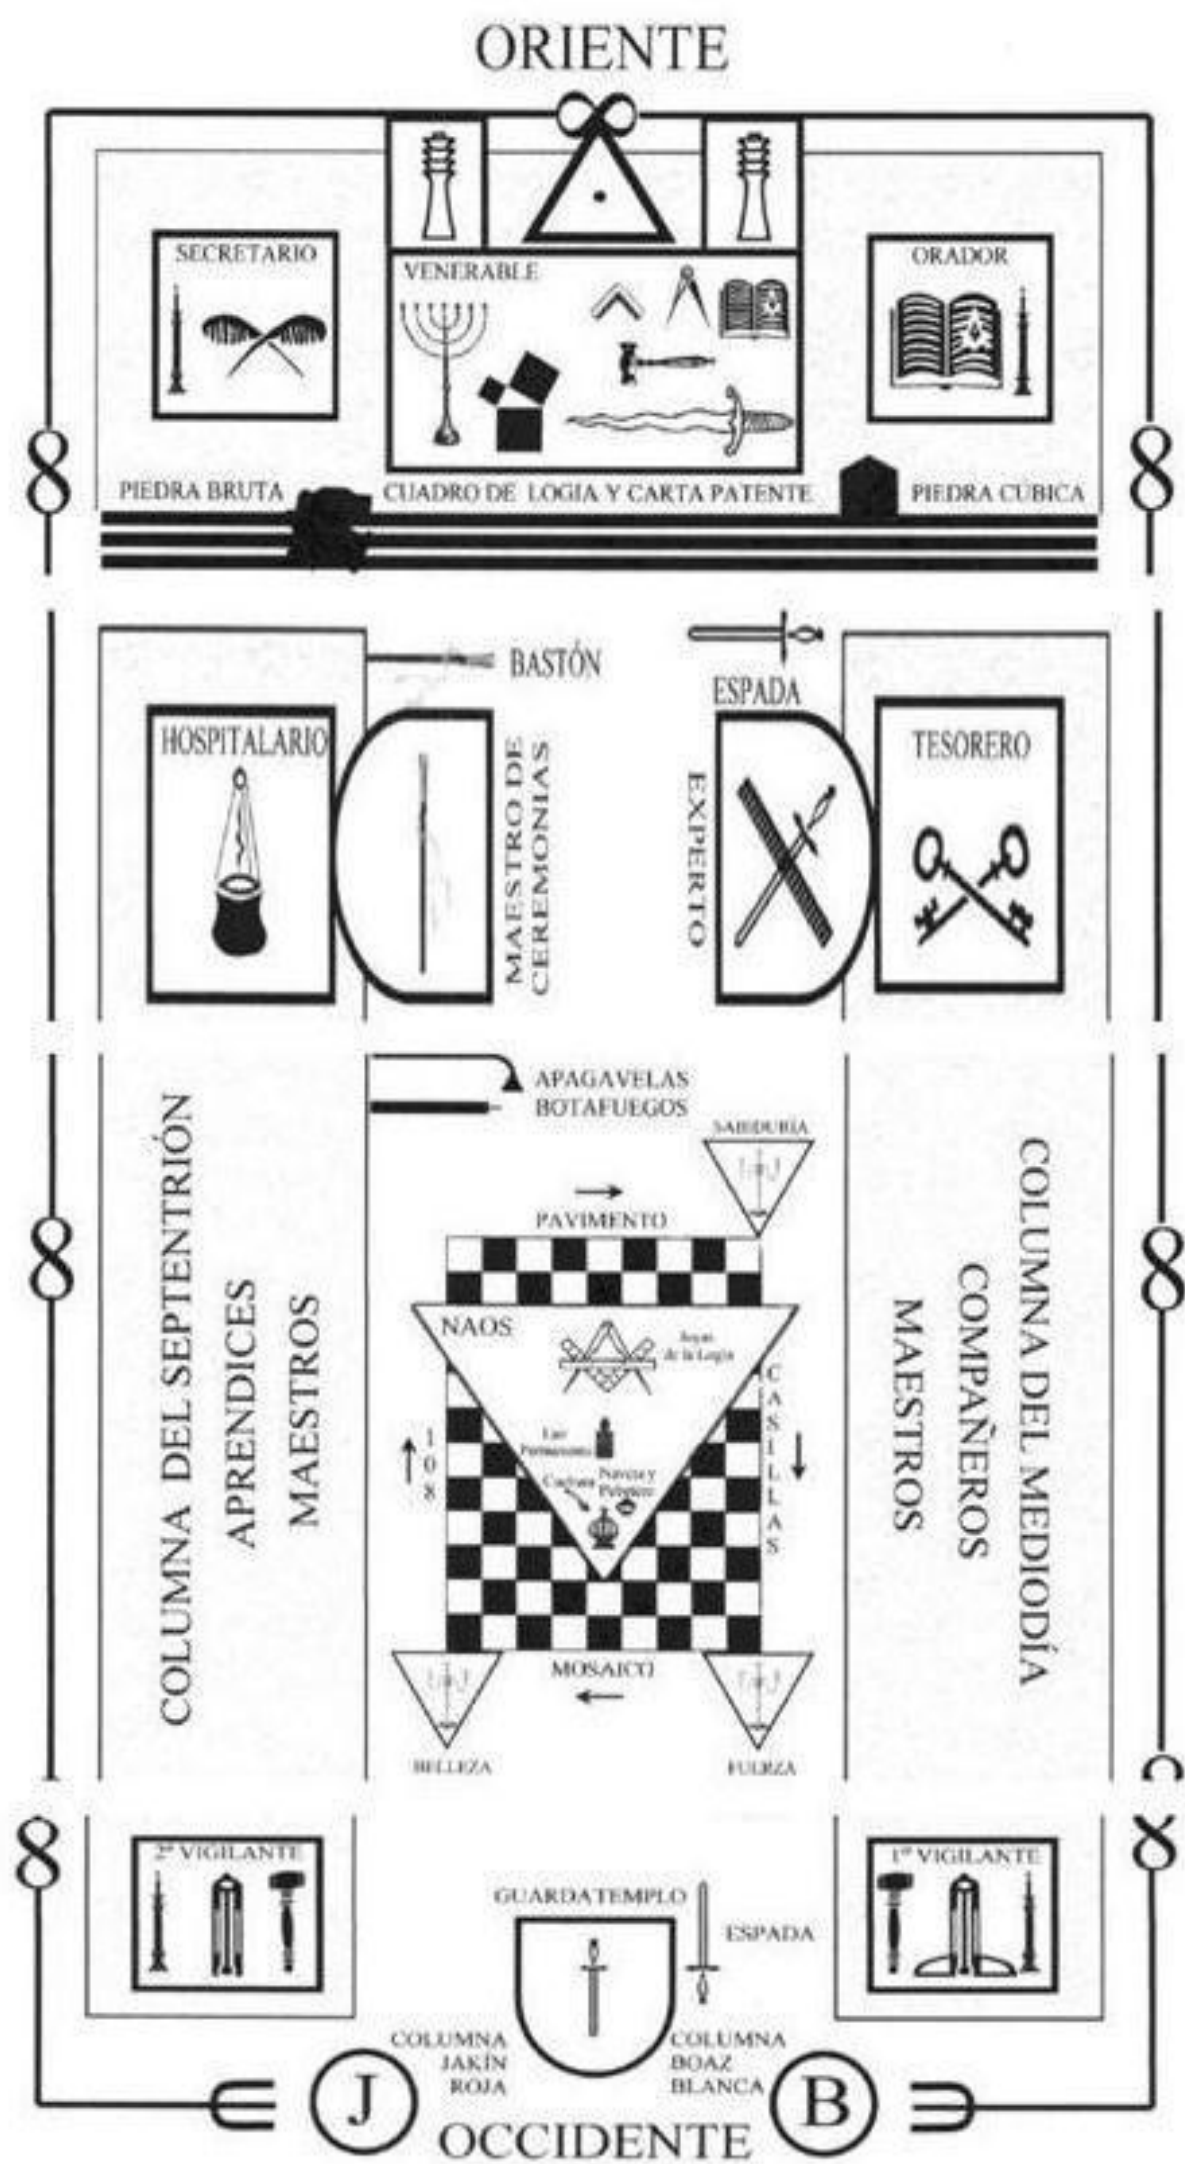 ORIENTE
SECRETARIO
VENERABLE
ORADOR
PIEDRA BRUTA
CUADRO DE LOGIA Y CARTA PATENTE
PIEDRA CÚBICA
BASTÓN
ESPADA
HOSPITALARIO
MAESTRO DE
CEREMONIAS
EXPERTO
TESORERO
APAGAVELAS
BOTAFUEGOS
SABIDURÍA
COLUMNA DEL SEPTENTRIÓN
APRENDICES
MAESTROS
PAVIMENTO
NAOS
Joyas
de la Logia
108
CASILLAS
Naveta y
MOSAICO
COLUMNA DEL MEDIODÍA
COMPAÑEROS
MAESTROS
BELLEZA
FUERZA
2º VIGILANTE
1er VIGILANTE
GUARDATEMPLO
ESPADA
COLUMNA
JAKÍN
ROJA
COLUMNA
BOAZ
BLANCA
J
B
OCCIDENTE